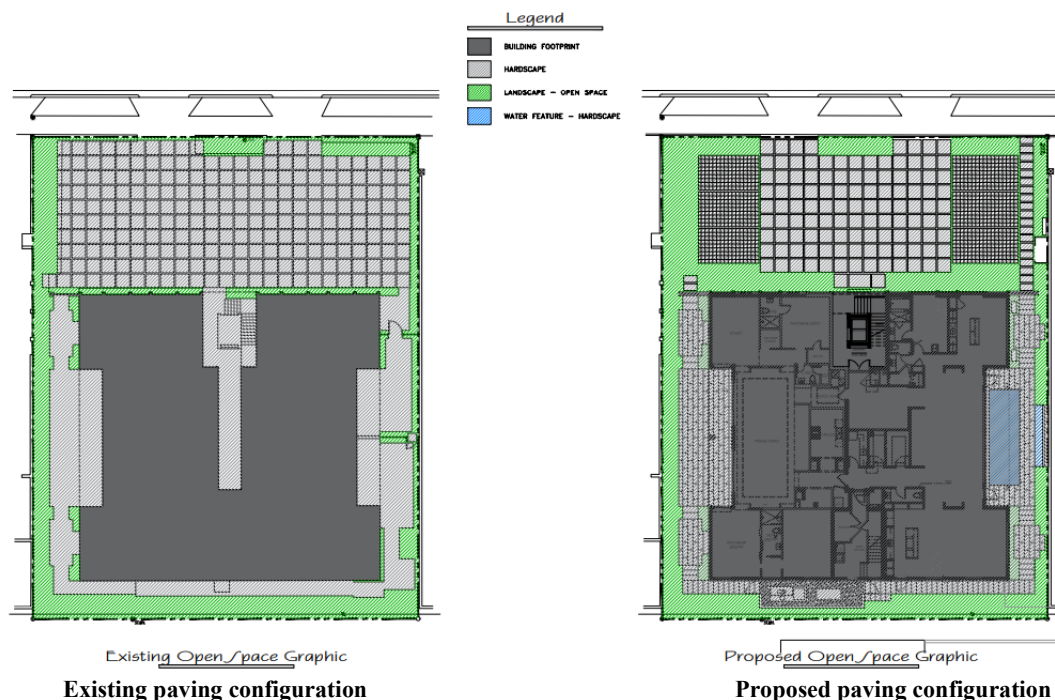 Legend
BUILDING FOOTPRINT
HARDSCAPE
LANDSCAPE – OPEN SPACE
WATER FEATURE – HARDSCAPE
Existing Open Space Graphic
Proposed Open Space Graphic
Existing paving configuration
Proposed paving configuration